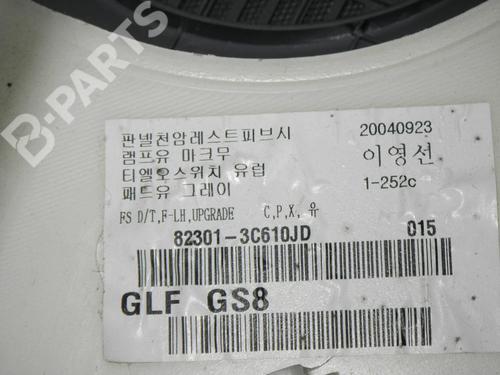 B-PARTS
판넬천암레스트피브시 20040923
램프유 마크무 이영선
티엘오스위치 유럽 1-252c
패트유 그레이
FS D/T,F-LH,UPGRADE C,P,X, 유
82301-3C610JD 015
GLF GS8